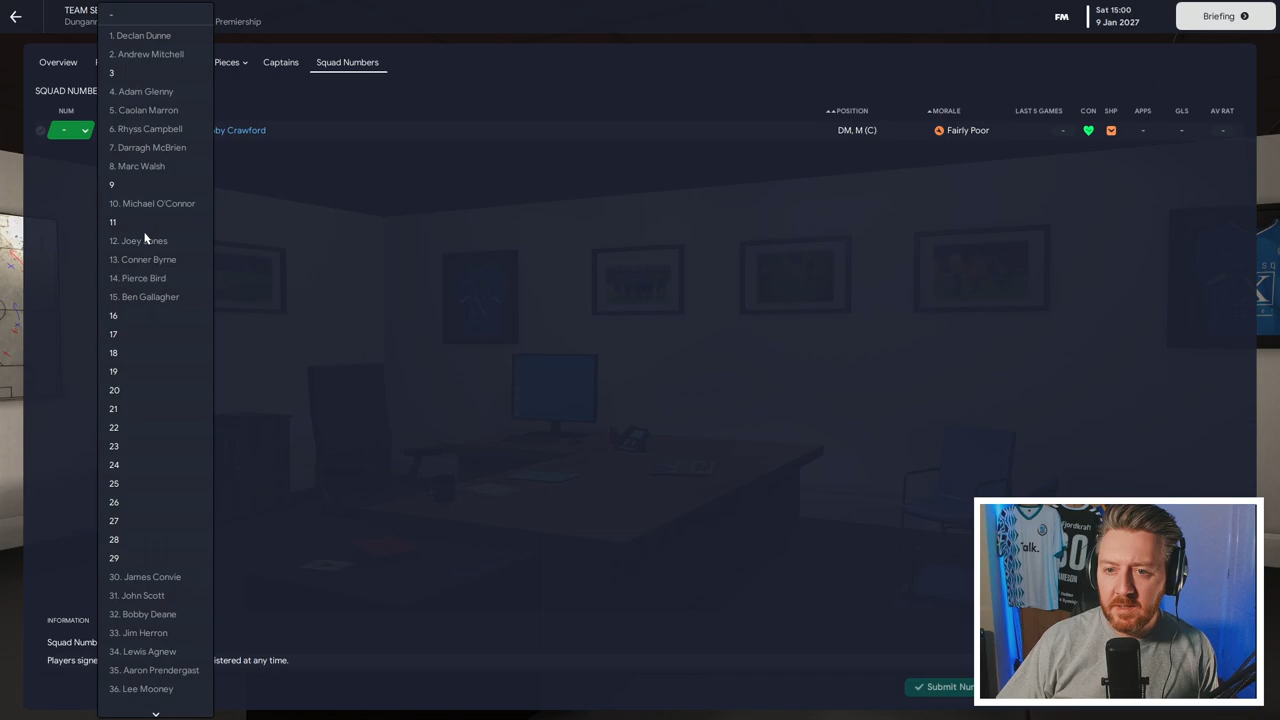 TEAM SE
Dungann
Premiership
FM
Sat 15:00
9 Jan 2027
Briefing
Overview
Pieces
Captains
Squad Numbers
SQUAD NUMBE
NUM
POSITION
MORALE
LAST 5 GAMES
CON
SHP
APPS
GLS
AV RAT
-
by Crawford
DM, M (C)
Fairly Poor
-
-
-
-
-
1. Declan Dunne
2. Andrew Mitchell
3
4. Adam Glenny
5. Caolan Marron
6. Rhyss Campbell
7. Darragh McBrien
8. Marc Walsh
9
10. Michael O'Connor
11
12. Joey Jones
13. Conner Byrne
14. Pierce Bird
15. Ben Gallagher
16
17
18
19
20
21
22
23
24
25
26
27
28
29
30. James Convie
31. John Scott
32. Bobby Deane
33. Jim Herron
34. Lewis Agnew
35. Aaron Prendergast
36. Lee Mooney
INFORMATION
Squad Numb
Players signe
istered at any time.
Submit Nu
Talk.
fjordkraft